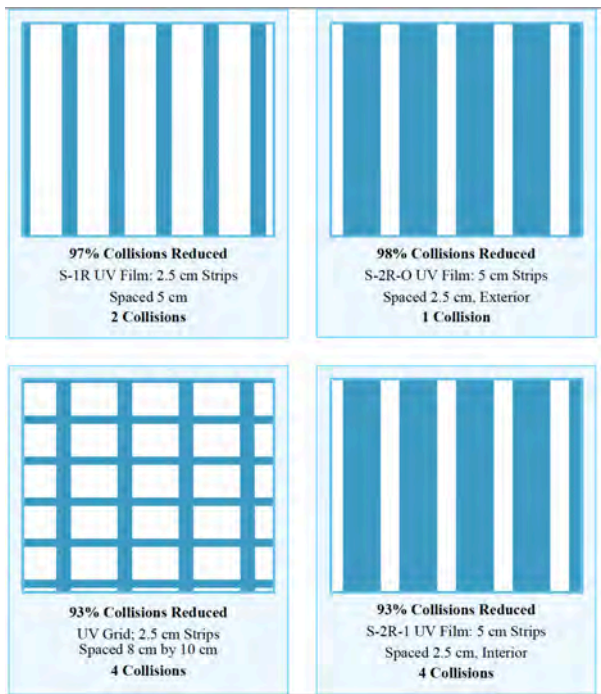 97% Collisions Reduced
S-1R UV Film: 2.5 cm Strips
Spaced 5 cm
2 Collisions
98% Collisions Reduced
S-2R-O UV Film: 5 cm Strips
Spaced 2.5 cm, Exterior
1 Collision
93% Collisions Reduced
UV Grid; 2.5 cm Strips
Spaced 8 cm by 10 cm
4 Collisions
93% Collisions Reduced
S-2R-1 UV Film: 5 cm Strips
Spaced 2.5 cm, Interior
4 Collisions